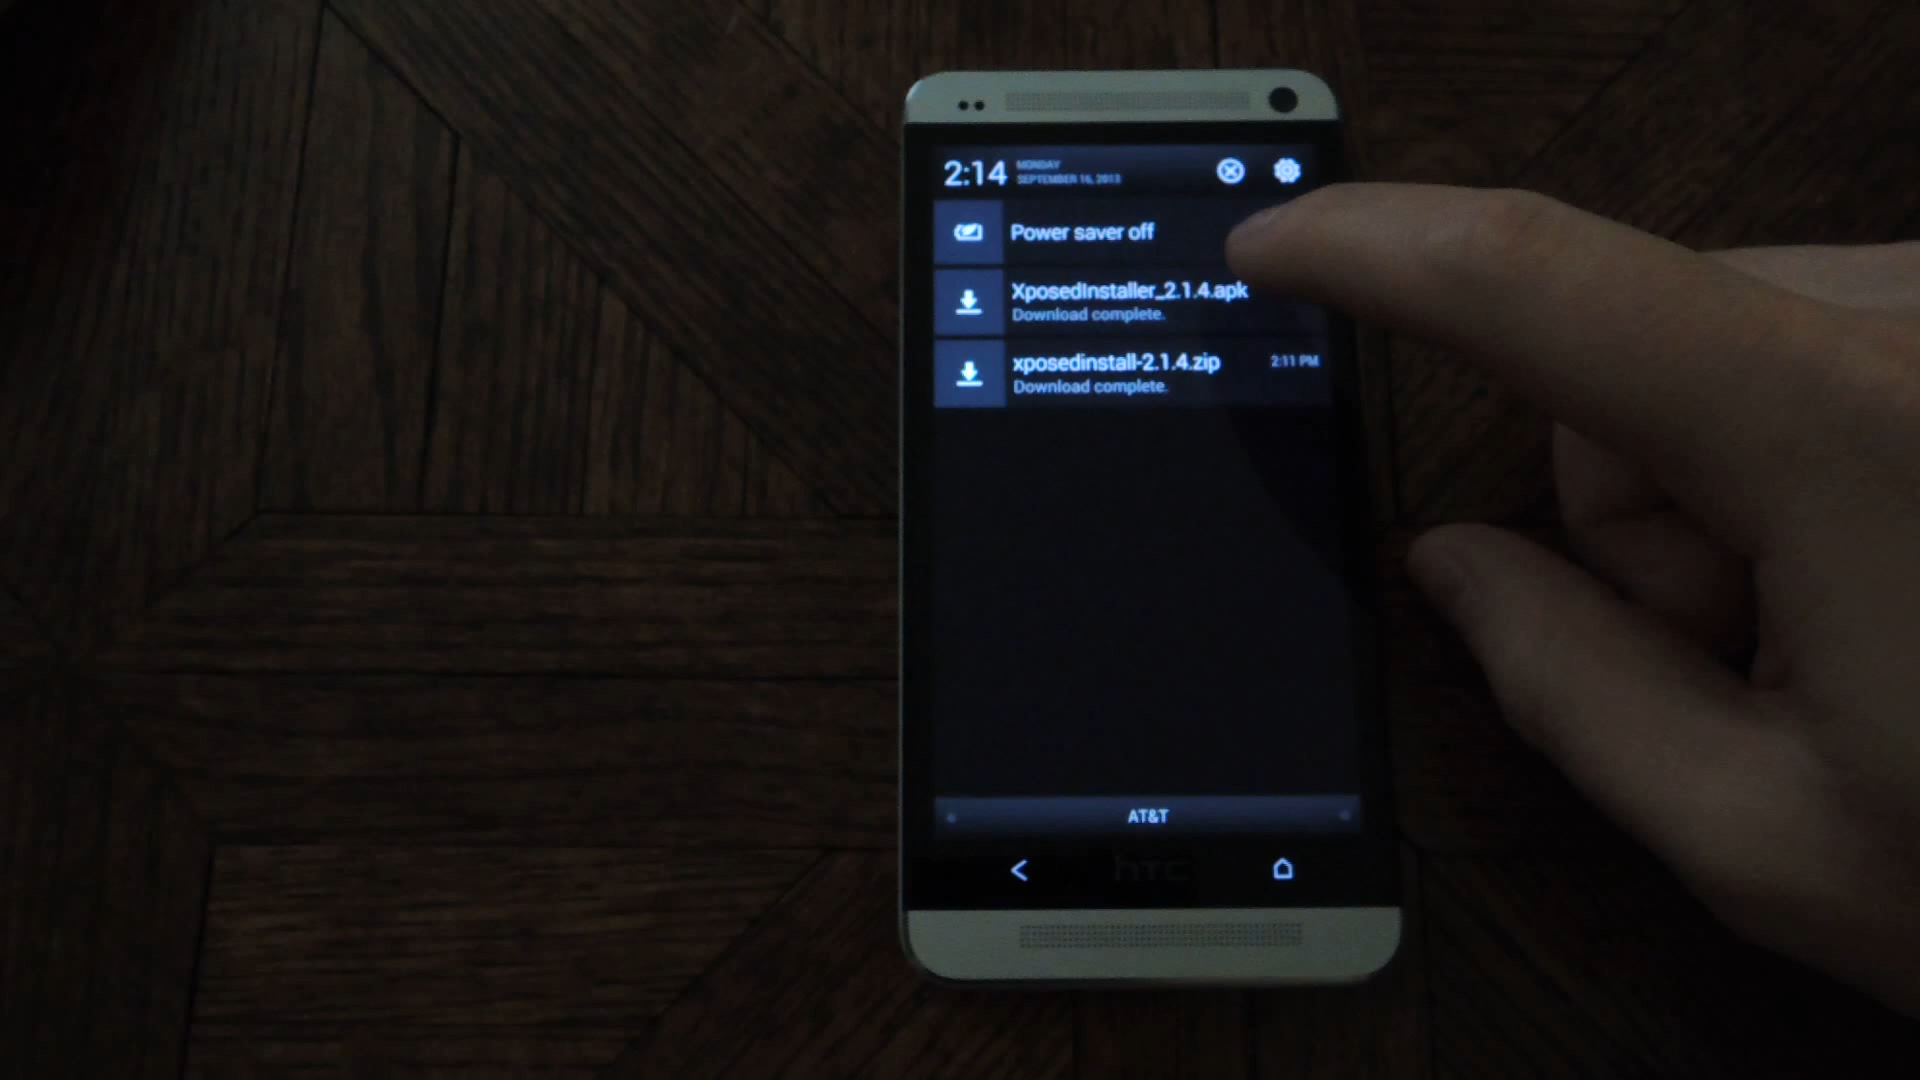 2:14
MONDAY
SEPTEMBER 16, 2013
Power saver off
XposedInstaller_2.1.4.apk
Download complete.
xposedinstall-2.1.4.zip
2:11 PM
Download complete.
AT&T
hTC